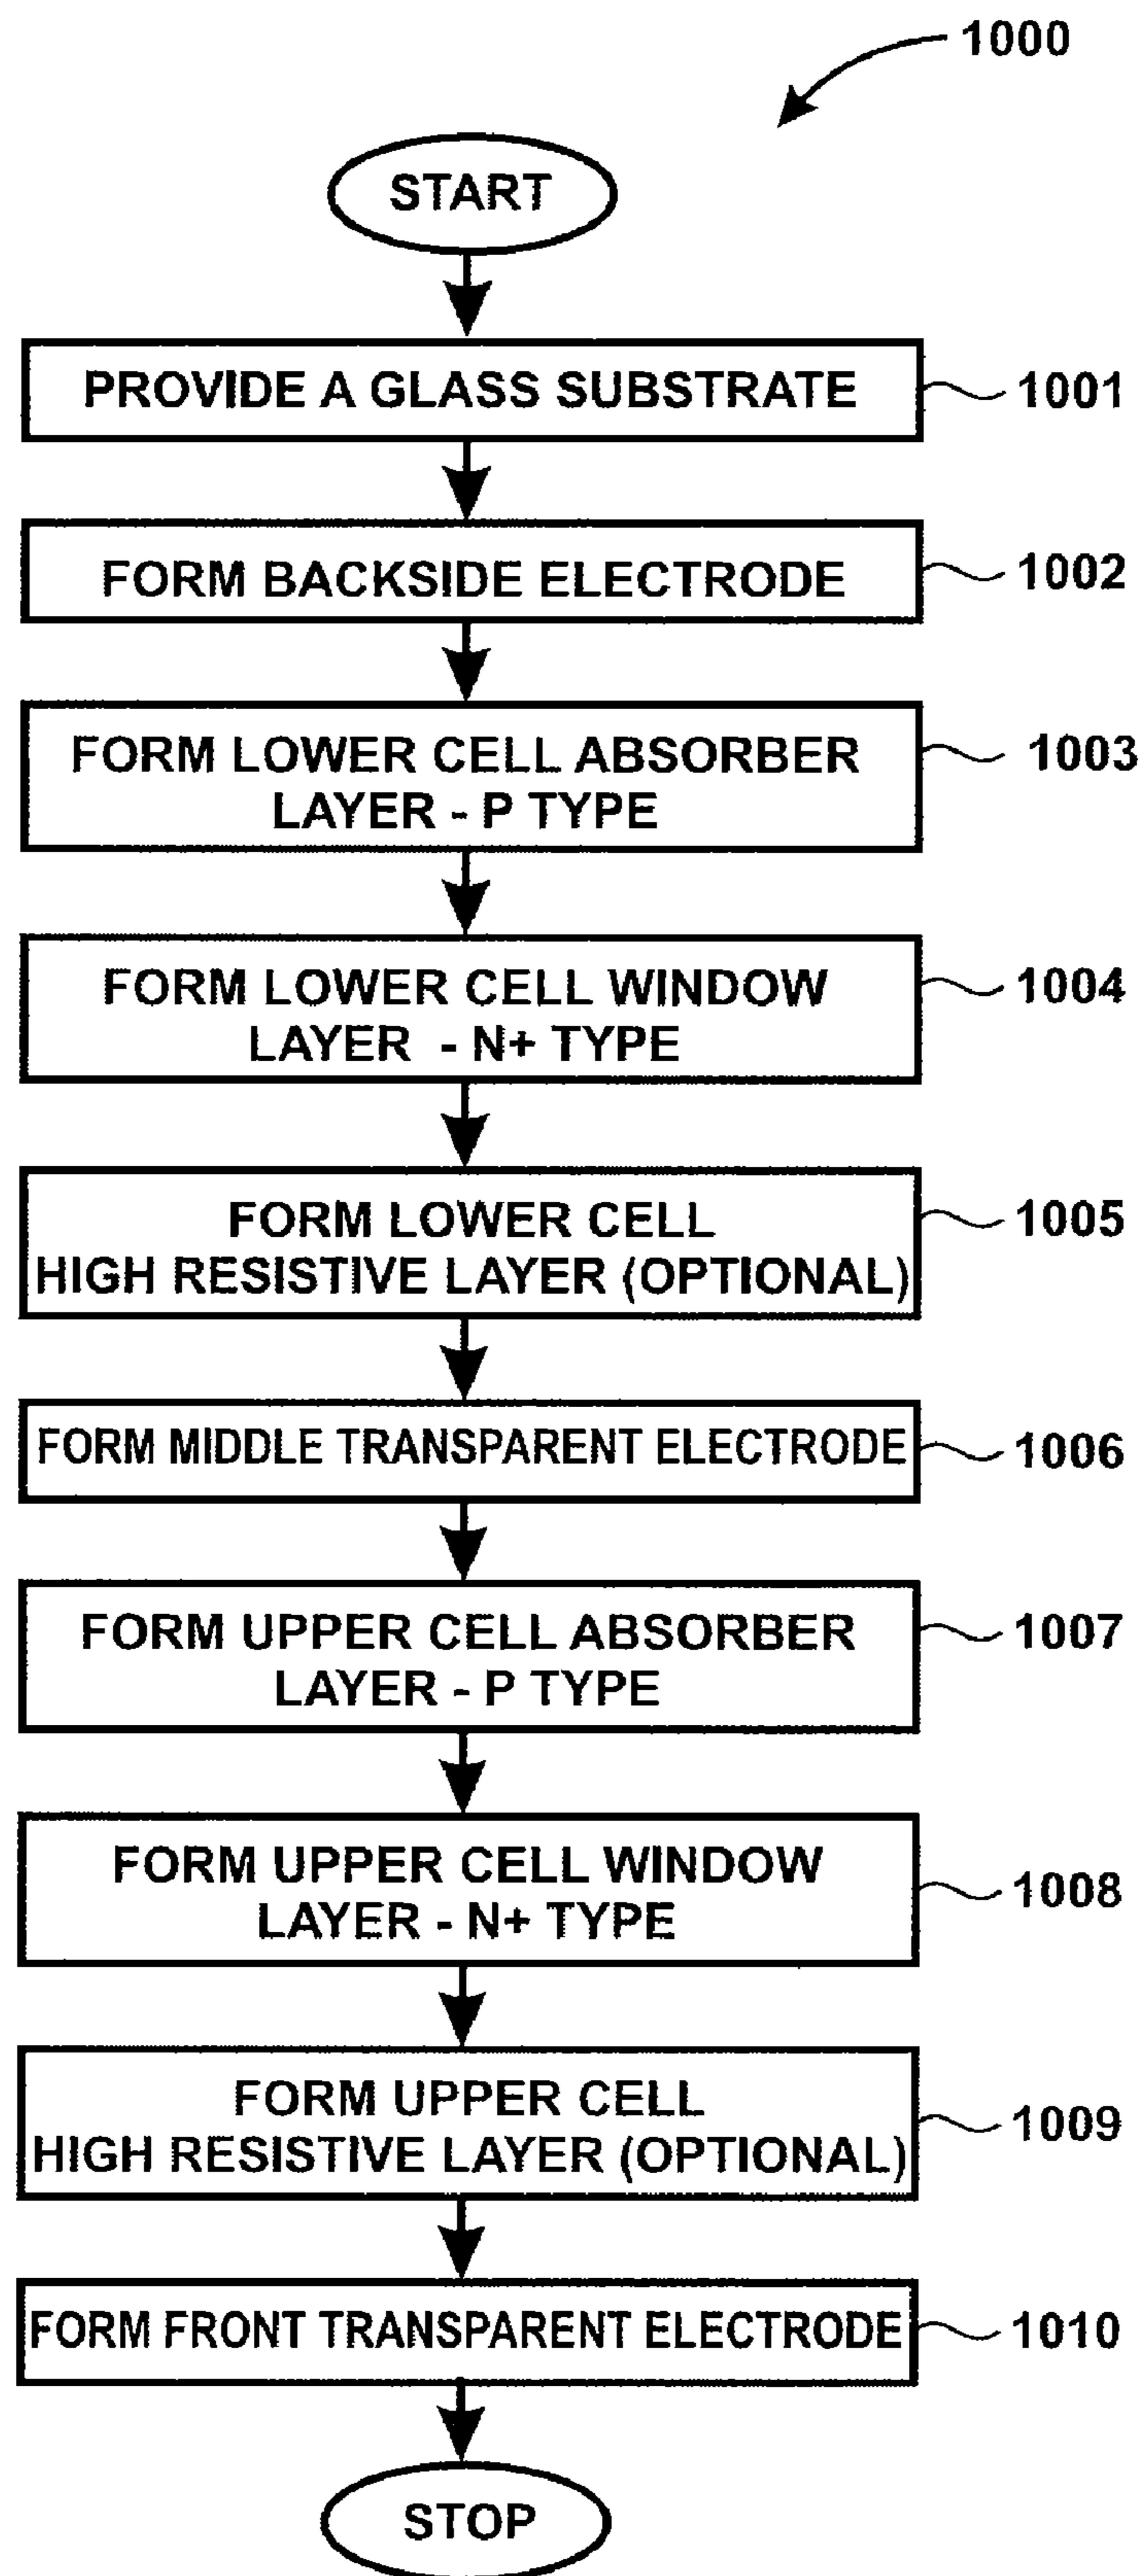 1000
START
PROVIDE A GLASS SUBSTRATE
1001
FORM BACKSIDE ELECTRODE
1002
FORM LOWER CELL ABSORBER
LAYER - P TYPE
1003
FORM LOWER CELL WINDOW
LAYER - N+ TYPE
1004
FORM LOWER CELL
HIGH RESISTIVE LAYER (OPTIONAL)
1005
FORM MIDDLE TRANSPARENT ELECTRODE
1006
FORM UPPER CELL ABSORBER
LAYER - P TYPE
1007
FORM UPPER CELL WINDOW
LAYER - N+ TYPE
1008
FORM UPPER CELL
HIGH RESISTIVE LAYER (OPTIONAL)
1009
FORM FRONT TRANSPARENT ELECTRODE
1010
STOP